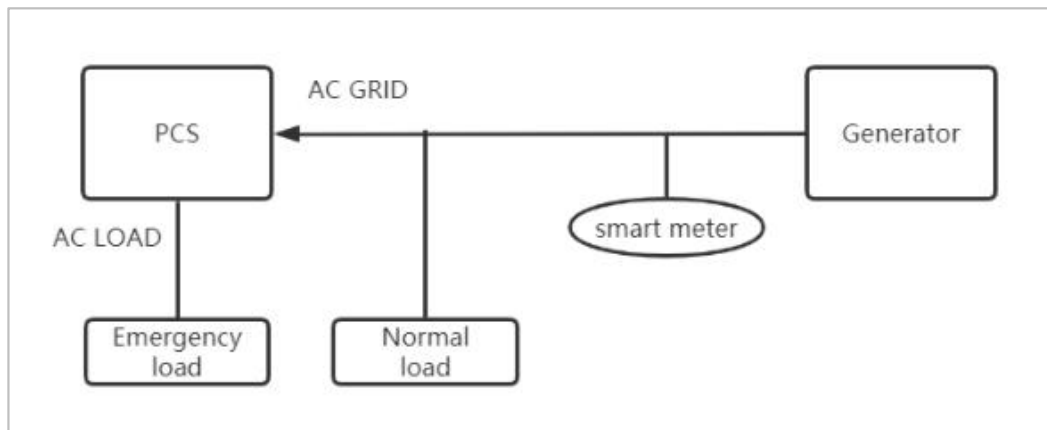 AC GRID
PCS
Generator
AC LOAD
smart meter
Emergency
load
Normal
load